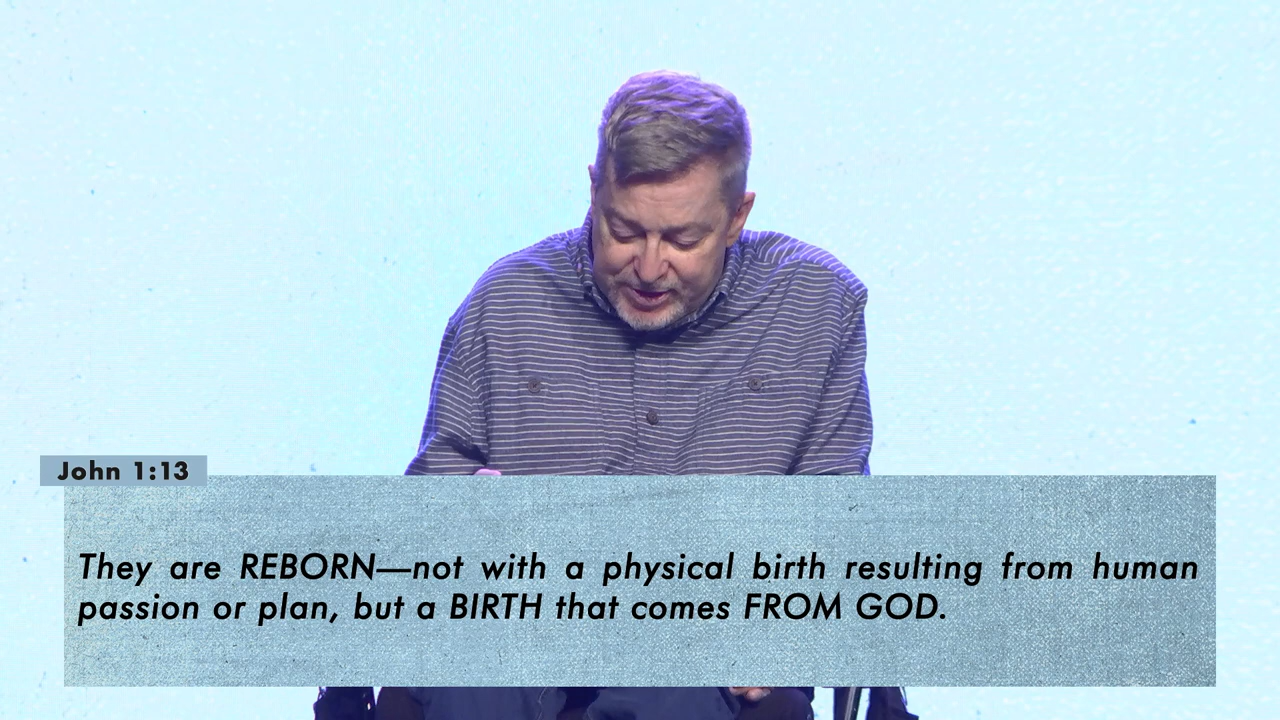 John 1:13
They are REBORN—not with a physical birth resulting from human
passion or plan, but a BIRTH that comes FROM GOD.